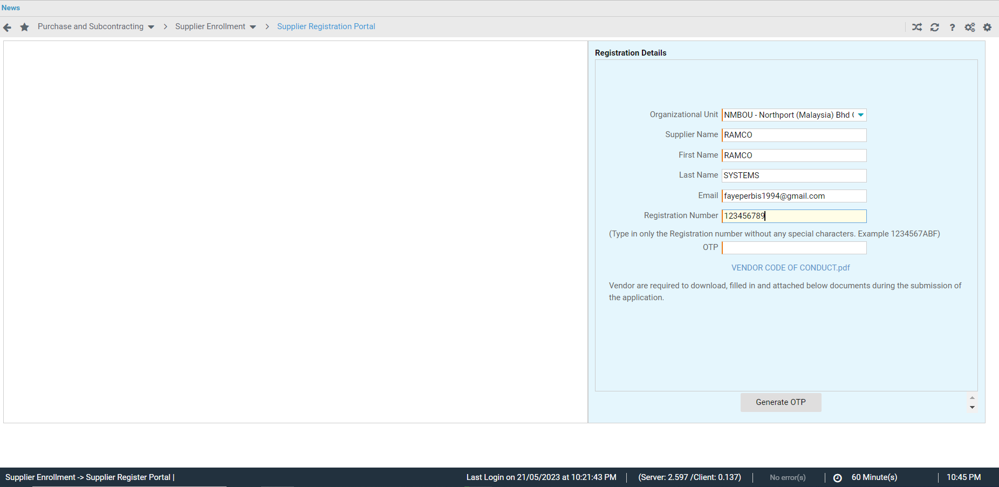 News
Purchase and Subcontracting > Supplier Enrollment > Supplier Registration Portal
Registration Details
Organizational Unit NMBOU - Northport (Malaysia) Bhd
Supplier Name RAMCO
First Name RAMCO
Last Name SYSTEMS
Email fayeperbis1994@gmail.com
Registration Number 123456789
(Type in only the Registration number without any special characters. Example 1234567ABF)
OTP
VENDOR CODE OF CONDUCT.pdf
Vendor are required to download, filled in and attached below documents during the submission of
the application.
Generate OTP
Supplier Enrollment -> Supplier Register Portal | Last Login on 21/05/2023 at 10:21:43 PM | (Server: 2.597 /Client: 0.137) | No error(s) | 60 Minute(s) | 10:45 PM